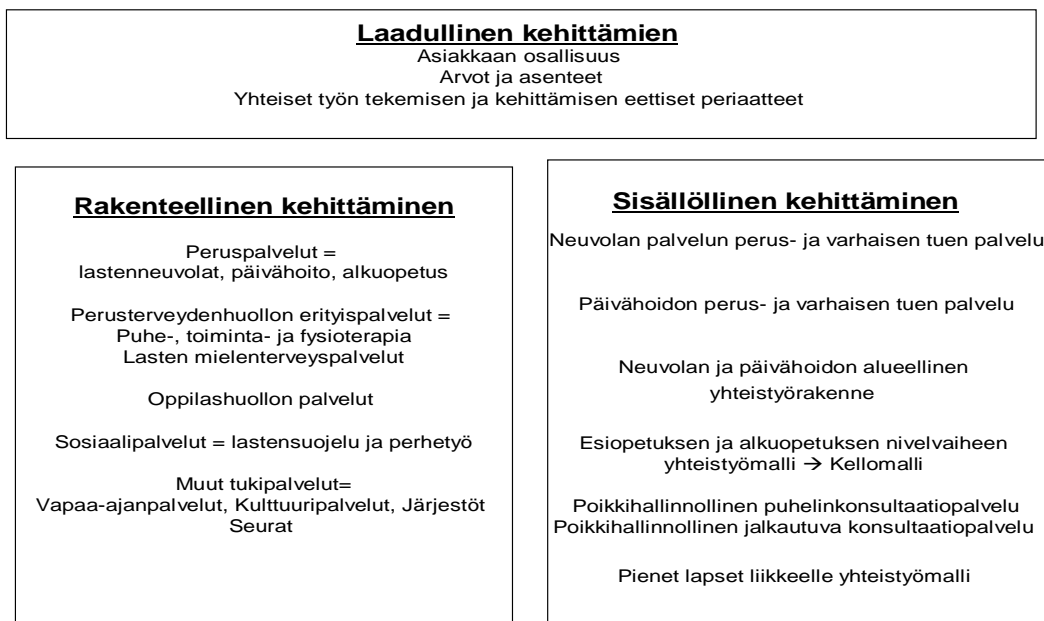 Laadullinen kehittämien
Asiakkaan osallisuus
Arvot ja asenteet
Yhteiset työn tekemisen ja kehittämisen eettiset periaatteet
Rakenteellinen kehittäminen
Peruspalvelut =
lastenneuvolat, päivähoito, alkuopetus
Perusterveydenhuollon erityispalvelut =
Puhe-, toiminta- ja fysioterapia
Lasten mielenterveyspalvelut
Oppilashuollon palvelut
Sosiaalipalvelut = lastensuojelu ja perhetyö
Muut tukipalvelut=
Vapaa-ajanpalvelut, Kulttuuripalvelut, Järjestöt
Seurat
Sisällöllinen kehittäminen
Neuvolan palvelun perus- ja varhaisen tuen palvelu
Päivähoidon perus- ja varhaisen tuen palvelu
Neuvolan ja päivähoidon alueellinen
yhteistyörakenne
Esiopetuksen ja alkuopetuksen nivelvaiheen
yhteistyömalli → Kellomalli
Poikkihallinnollinen puhelinkonsultaatiopalvelu
Poikkihallinnollinen jalkautuva konsultaatiopalvelu
Pienet lapset liikkeelle yhteistyömalli